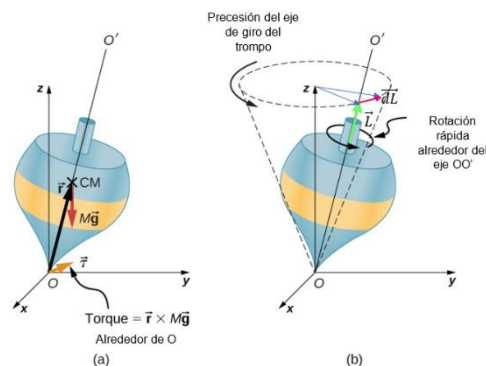 O'
z
r⃗
CM
Mg⃗
τ⃗
O
y
x
Torque = r⃗ × Mg⃗
Alrededor de O
(a)
Precesión del eje
de giro del
trompo
O'
z
dL⃗
L⃗
Rotación
rápida
alrededor del
eje OO'
O
y
x
(b)